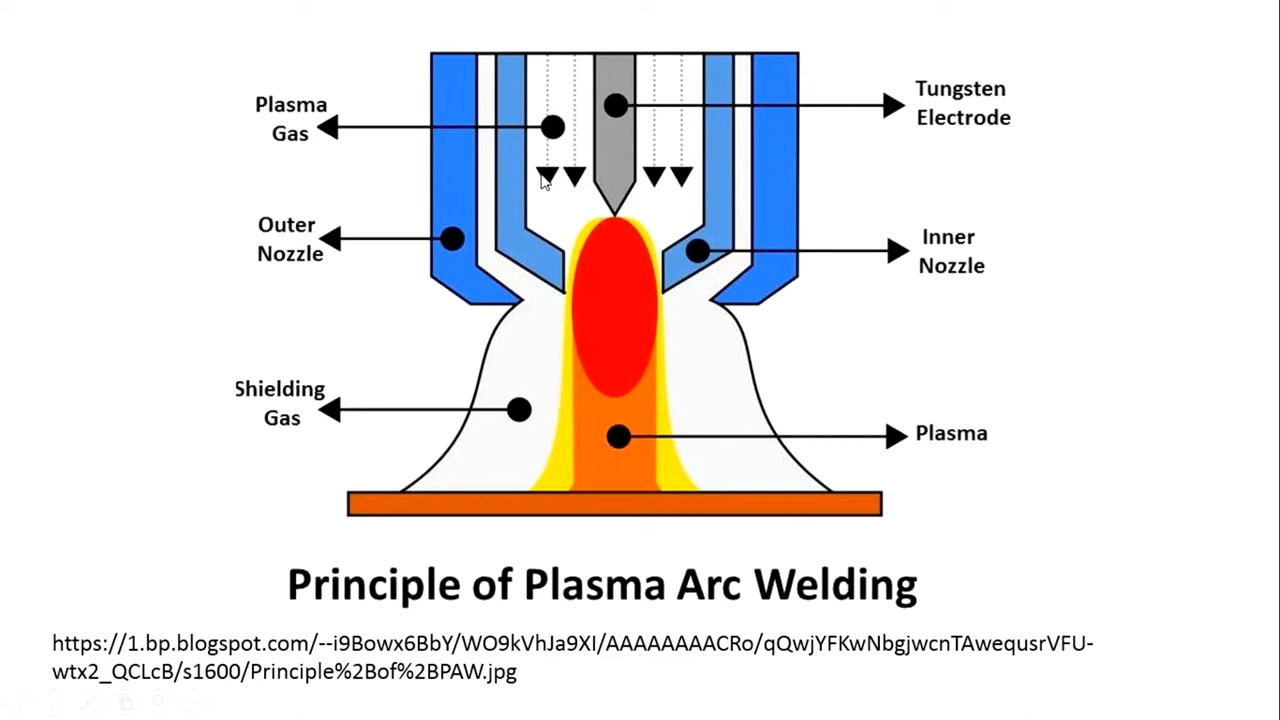 Plasma
Gas
Tungsten
Electrode
Outer
Nozzle
Inner
Nozzle
Shielding
Gas
Plasma
Principle of Plasma Arc Welding
https://1.bp.blogspot.com/--i9Bowx6BbY/WO9kVhJa9XI/AAAAAAAACRo/qQwjYFKwNbgjwcnTAwequsrVFU-
wtx2_QCLcB/s1600/Principle%2Bof%2BPAW.jpg